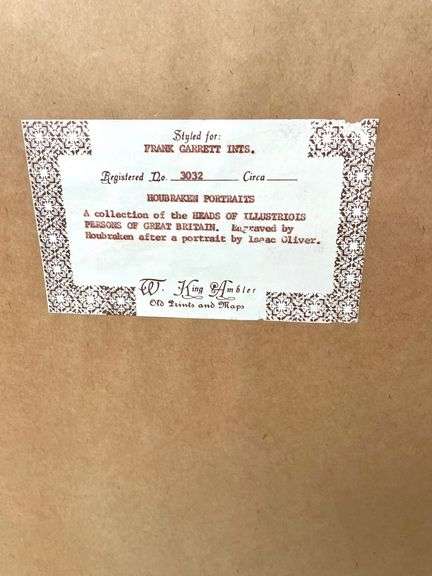 Styled for:
FRANK GARRETT INTS.
Registered No. 3032 Circa
HOUBRAKEN PORTRAITS
A collection of the HEADS OF ILLUSTRIOIS
PERSONS OF GREAT BRITAIN. Engraved by
Houbraken after a portrait by Isaac Oliver.
W. King Ambler
Old Prints and Maps